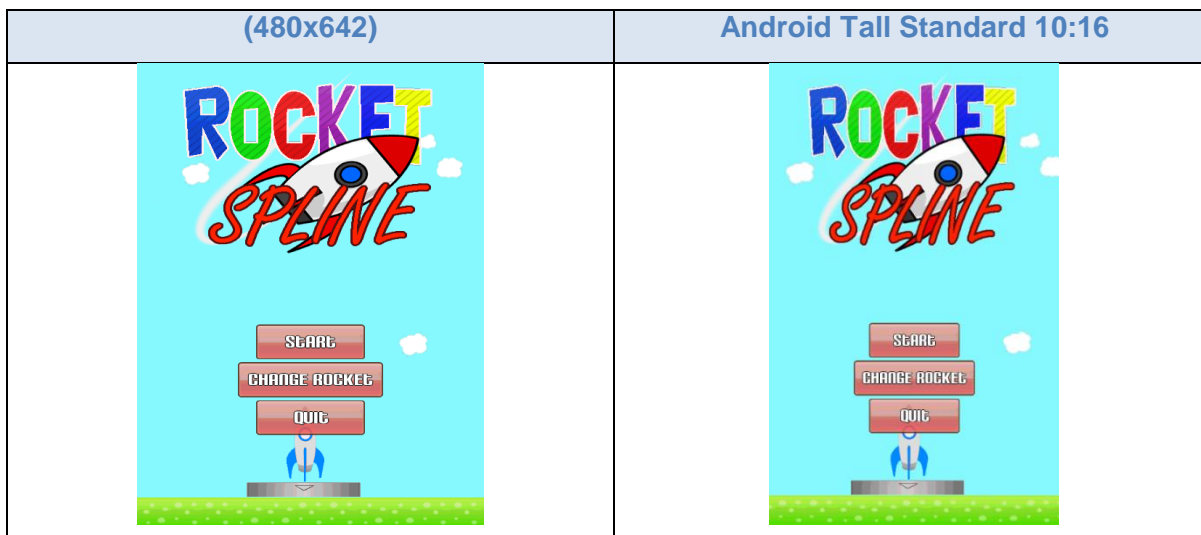 (480x642)
Android Tall Standard 10:16
ROCKET
SPLINE
START
CHANGE ROCKET
QUIT
ROCKET
SPLINE
START
CHANGE ROCKET
QUIT